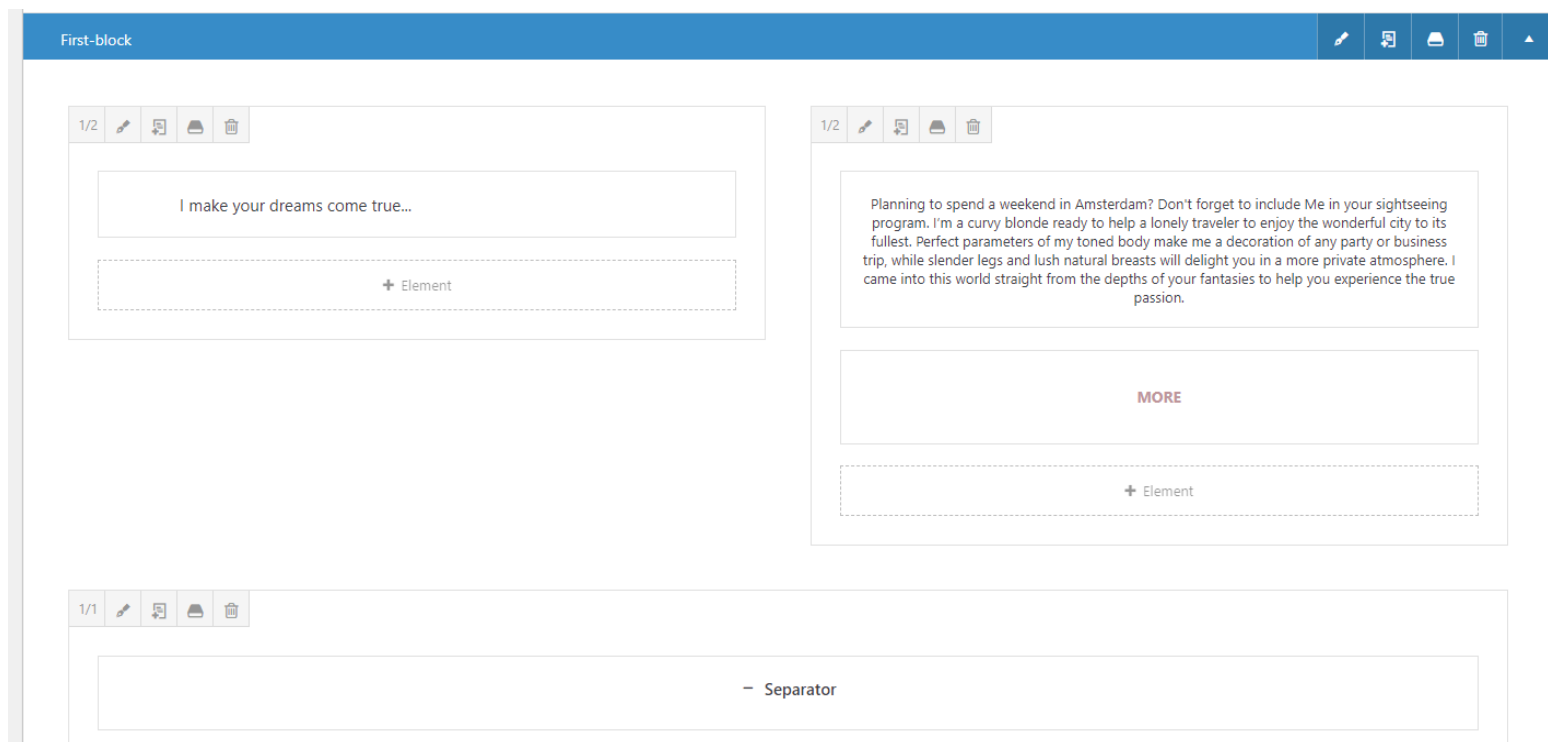 First-block
1/2
I make your dreams come true...
+ Element
1/2
Planning to spend a weekend in Amsterdam? Don't forget to include Me in your sightseeing
program. I'm a curvy blonde ready to help a lonely traveler to enjoy the wonderful city to its
fullest. Perfect parameters of my toned body make me a decoration of any party or business
trip, while slender legs and lush natural breasts will delight you in a more private atmosphere. I
came into this world straight from the depths of your fantasies to help you experience the true
passion.
MORE
+ Element
1/1
− Separator